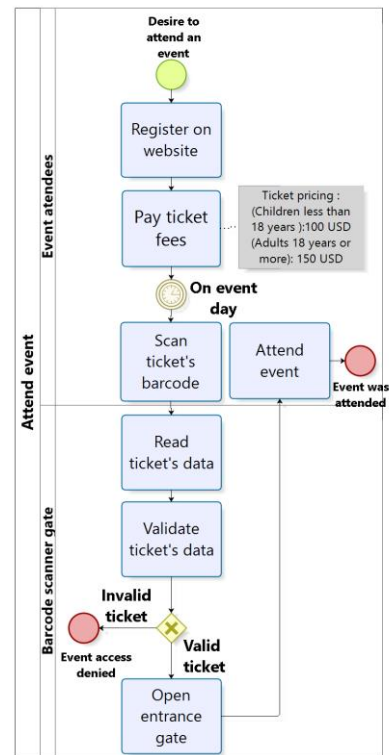 Attend event
Event atendees
Desire to
attend an
event
Register on
website
Pay ticket
fees
Ticket pricing :
(Children less than
18 years ):100 USD
(Adults 18 years or
more): 150 USD
On event
day
Scan
ticket's
barcode
Attend
event
Event was
attended
Barcode scanner gate
Read
ticket's data
Validate
ticket's data
Invalid
ticket
Event access
denied
Valid
ticket
Open
entrance
gate